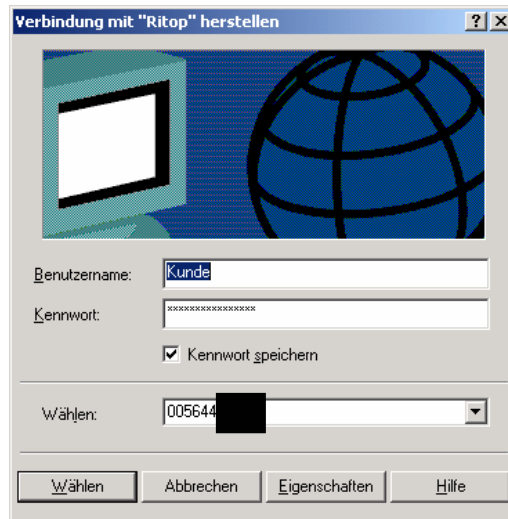 Verbindung mit "Ritop" herstellen
Benutzername: Kunde
Kennwort: ****************
Kennwort speichern
Wählen: 005644
Wählen Abbrechen Eigenschaften Hilfe